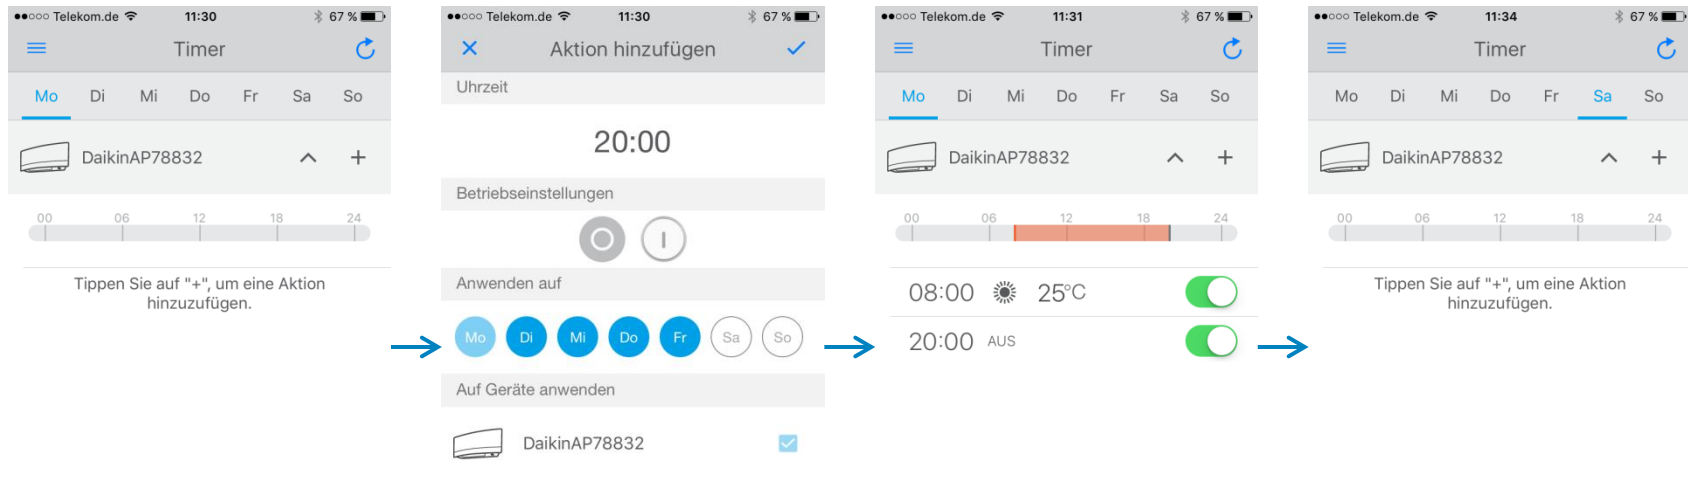 Telekom.de 11:30 67 %
Timer
Mo Di Mi Do Fr Sa So
DaikinAP78832 +
00 06 12 18 24
Tippen Sie auf "+", um eine Aktion
hinzuzufügen.
Telekom.de 11:30 67 %
Aktion hinzufügen
Uhrzeit
20:00
Betriebseinstellungen
Anwenden auf
Mo Di Mi Do Fr Sa So
Auf Geräte anwenden
DaikinAP78832
Telekom.de 11:31 67 %
Timer
Mo Di Mi Do Fr Sa So
DaikinAP78832 +
00 06 12 18 24
08:00 25°C
20:00 AUS
Telekom.de 11:34 67 %
Timer
Mo Di Mi Do Fr Sa So
DaikinAP78832 +
00 06 12 18 24
Tippen Sie auf "+", um eine Aktion
hinzuzufügen.